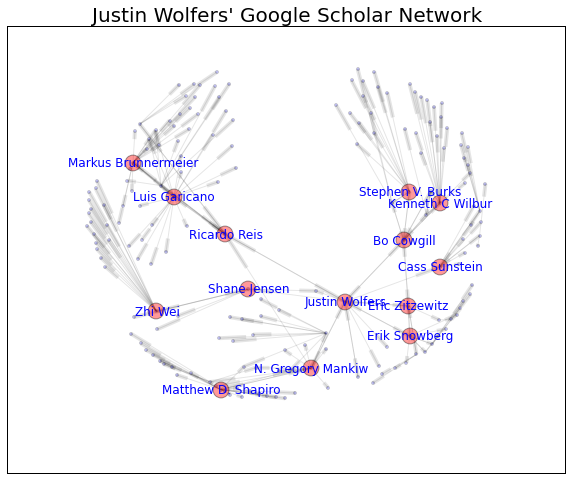 Justin Wolfers' Google Scholar Network
Markus Brunnermeier
Stephen V. Burks
Luis Garicano
Kenneth C Wilbur
Ricardo Reis
Bo Cowgill
Cass Sunstein
Shane Jensen
Justin Wolfers
Eric Zitzewitz
Zhi Wei
Erik Snowberg
N. Gregory Mankiw
Matthew D. Shapiro